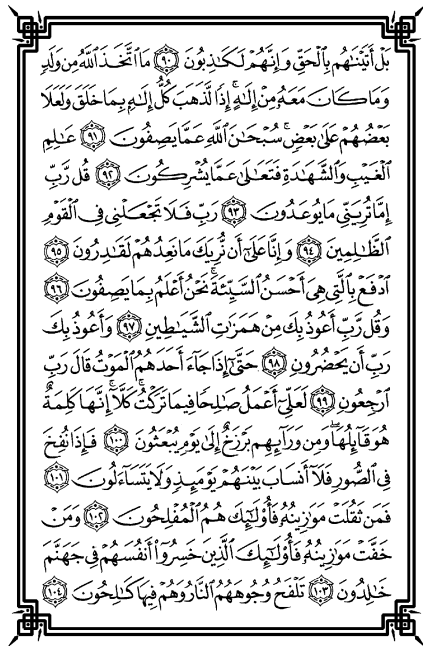 بَلْ أَتَيْنَٰهُم بِٱلْحَقِّ وَإِنَّهُمْ لَكَٰذِبُونَ ٩٠ مَا ٱتَّخَذَ ٱللَّهُ مِن وَلَدٍ
وَمَا كَانَ مَعَهُۥ مِنْ إِلَٰهٍ ۚ إِذًا لَّذَهَبَ كُلُّ إِلَٰهٍۭ بِمَا خَلَقَ وَلَعَلَا
بَعْضُهُمْ عَلَىٰ بَعْضٍ ۚ سُبْحَٰنَ ٱللَّهِ عَمَّا يَصِفُونَ ٩١ عَٰلِمِ
ٱلْغَيْبِ وَٱلشَّهَٰدَةِ فَتَعَٰلَىٰ عَمَّا يُشْرِكُونَ ٩٢ قُل رَّبِّ
إِمَّا تُرِيَنِّى مَا يُوعَدُونَ ٩٣ رَبِّ فَلَا تَجْعَلْنِى فِى ٱلْقَوْمِ
ٱلظَّٰلِمِينَ ٩٤ وَإِنَّا عَلَىٰٓ أَن نُّرِيَكَ مَا نَعِدُهُمْ لَقَٰدِرُونَ ٩٥
ٱدْفَعْ بِٱلَّتِى هِىَ أَحْسَنُ ٱلسَّيِّئَةَ ۚ نَحْنُ أَعْلَمُ بِمَا يَصِفُونَ ٩٦
وَقُل رَّبِّ أَعُوذُ بِكَ مِنْ هَمَزَٰتِ ٱلشَّيَٰطِينِ ٩٧ وَأَعُوذُ بِكَ
رَبِّ أَن يَحْضُرُونِ ٩٨ حَتَّىٰٓ إِذَا جَآءَ أَحَدَهُمُ ٱلْمَوْتُ قَالَ رَبِّ
ٱرْجِعُونِ ٩٩ لَعَلِّىٓ أَعْمَلُ صَٰلِحًا فِيمَا تَرَكْتُ ۚ كَلَّآ ۚ إِنَّهَا كَلِمَةٌ
هُوَ قَآئِلُهَا ۖ وَمِن وَرَآئِهِم بَرْزَخٌ إِلَىٰ يَوْمِ يُبْعَثُونَ ١٠٠ فَإِذَا نُفِخَ
فِى ٱلصُّورِ فَلَآ أَنسَابَ بَيْنَهُمْ يَوْمَئِذٍ وَلَا يَتَسَآءَلُونَ ١٠١
فَمَن ثَقُلَتْ مَوَٰزِينُهُۥ فَأُو۟لَٰٓئِكَ هُمُ ٱلْمُفْلِحُونَ ١٠٢ وَمَنْ
خَفَّتْ مَوَٰزِينُهُۥ فَأُو۟لَٰٓئِكَ ٱلَّذِينَ خَسِرُوٓا۟ أَنفُسَهُمْ فِى جَهَنَّمَ
خَٰلِدُونَ ١٠٣ تَلْفَحُ وُجُوهَهُمُ ٱلنَّارُ وَهُمْ فِيهَا كَٰلِحُونَ ١٠٤